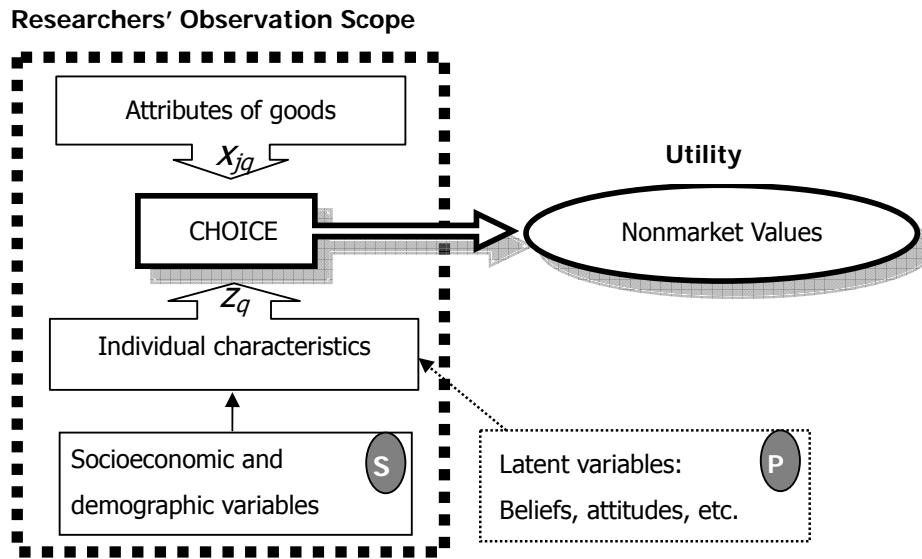 Researchers' Observation Scope
Attributes of goods
X_jq
Utility
CHOICE
Nonmarket Values
Z_q
Individual characteristics
Socioeconomic and
demographic variables
S
Latent variables:
Beliefs, attitudes, etc.
P